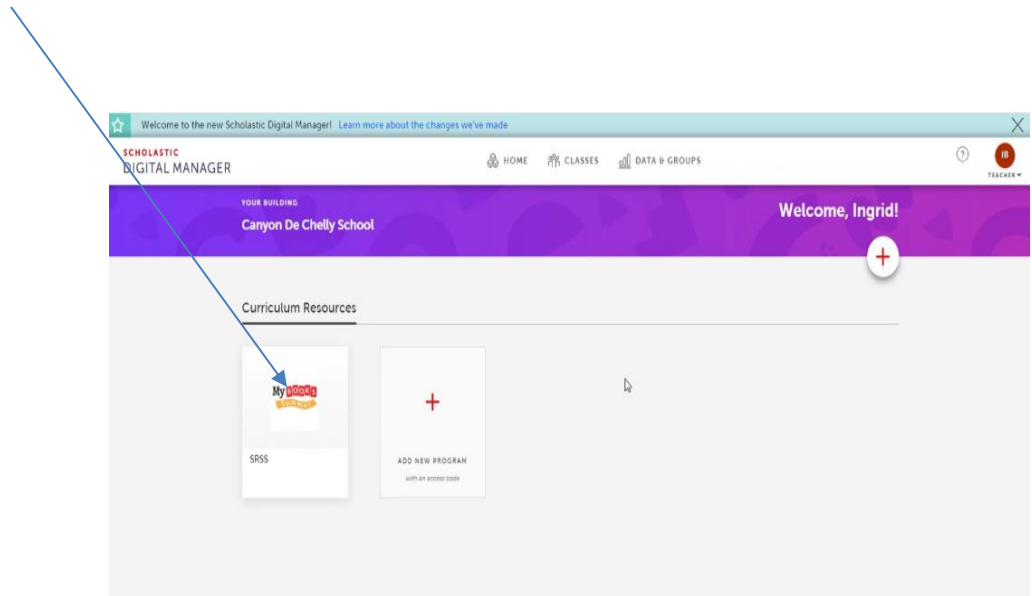 Welcome to the new Scholastic Digital Manager! Learn more about the changes we've made
SCHOLASTIC
DIGITAL MANAGER
HOME
CLASSES
DATA & GROUPS
?
IB
TEACHER
YOUR BUILDING
Canyon De Chelly School
Welcome, Ingrid!
+
Curriculum Resources
My BOOKS
SUMMER
SRSS
+
ADD NEW PROGRAM
with an access code